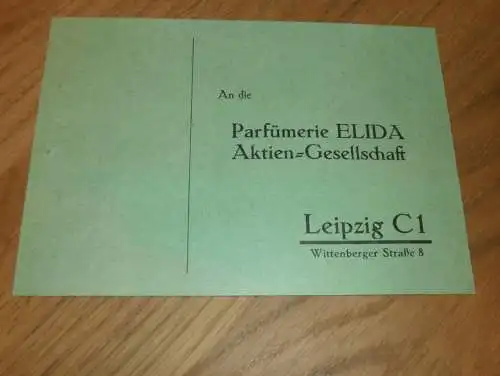 An die
Parfümerie ELIDA
Aktien=Gesellschaft
Leipzig C1
Wittenberger Straße 8